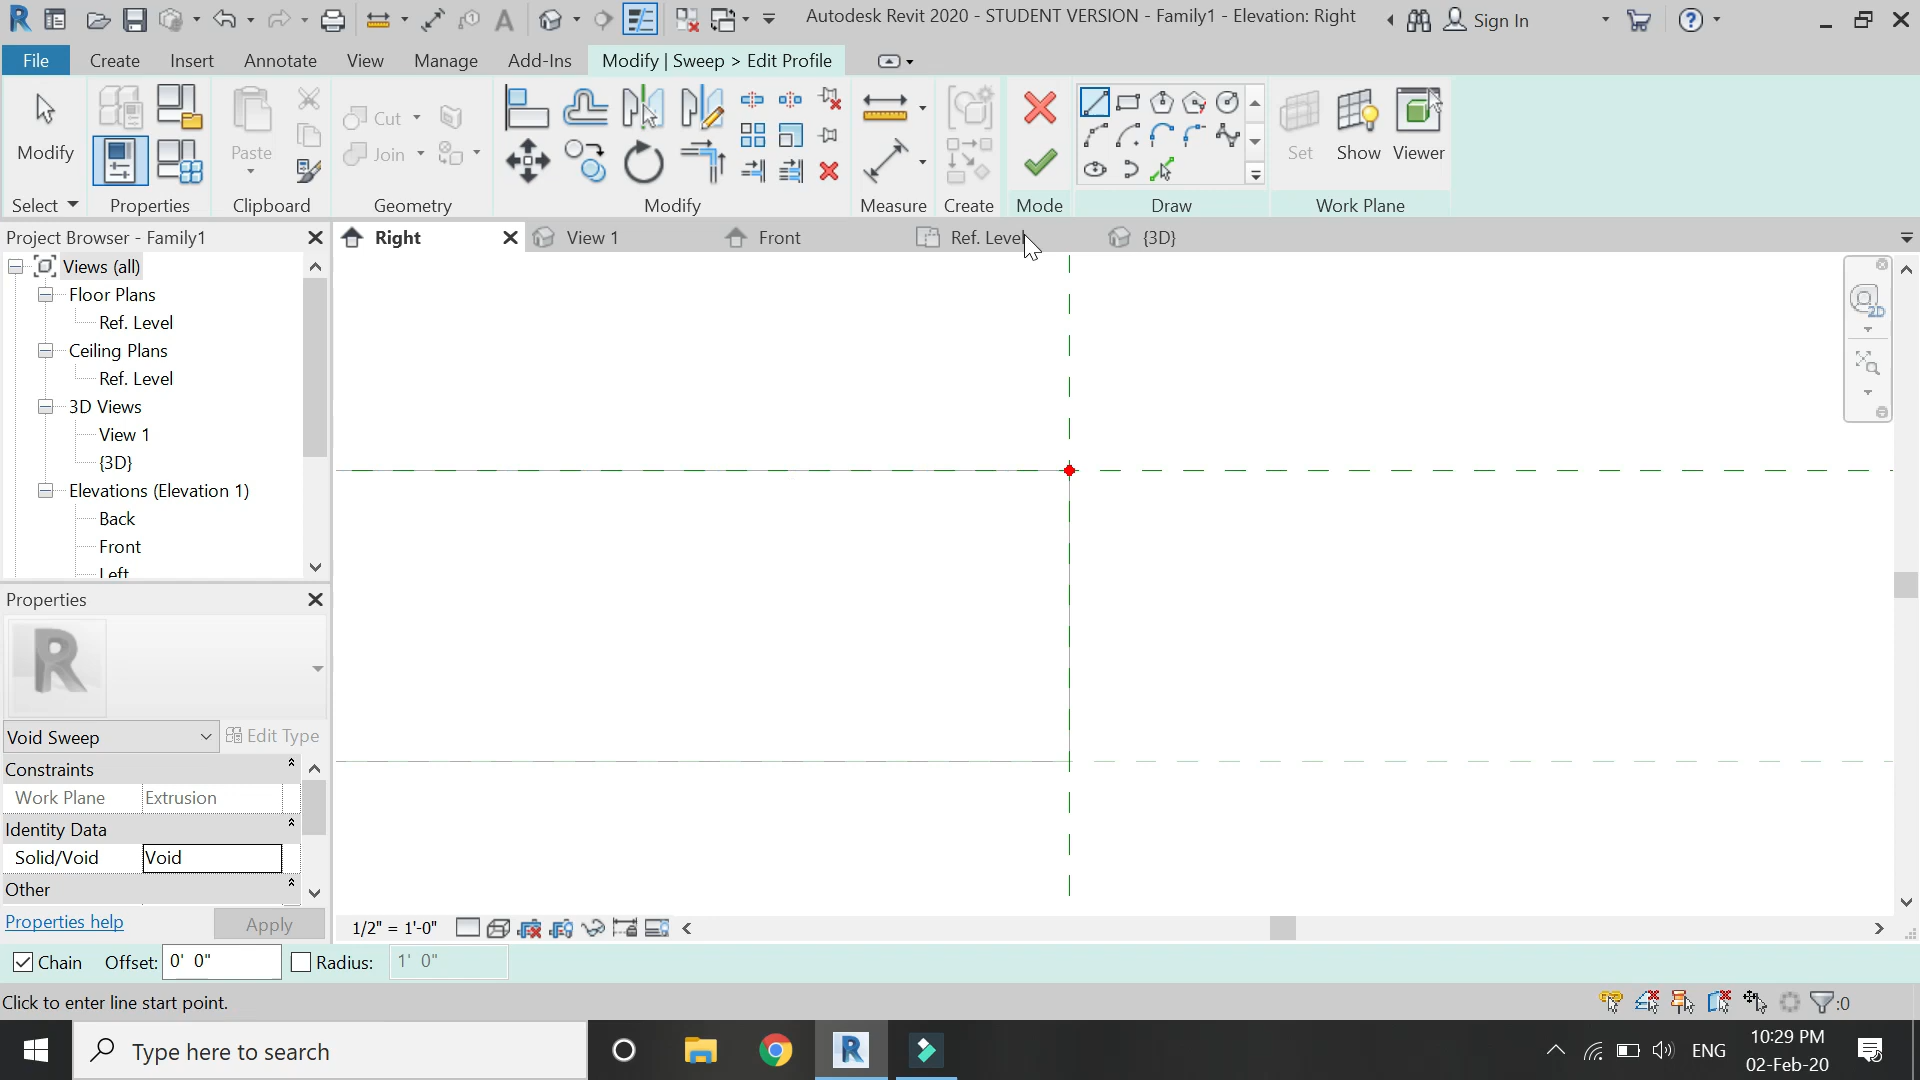 Autodesk Revit 2020 - STUDENT VERSION - Family1 - Elevation: Right
Sign In
File
Create
Insert
Annotate
View
Manage
Add-Ins
Modify | Sweep > Edit Profile
Modify
Paste
Cut
Join
Set
Show
Viewer
Select
Properties
Clipboard
Geometry
Modify
Measure
Create
Mode
Draw
Work Plane
Project Browser - Family1
Right
View 1
Front
Ref. Level
{3D}
Views (all)
Floor Plans
Ref. Level
Ceiling Plans
Ref. Level
3D Views
View 1
{3D}
Elevations (Elevation 1)
Back
Front
Left
2D
Properties
R
Void Sweep
Edit Type
Constraints
Work Plane
Extrusion
Identity Data
Solid/Void
Void
Other
Properties help
Apply
1/2" = 1'-0"
Chain
Offset:
0' 0"
Radius:
1' 0"
Click to enter line start point.
:0
Type here to search
ENG
10:29 PM
02-Feb-20